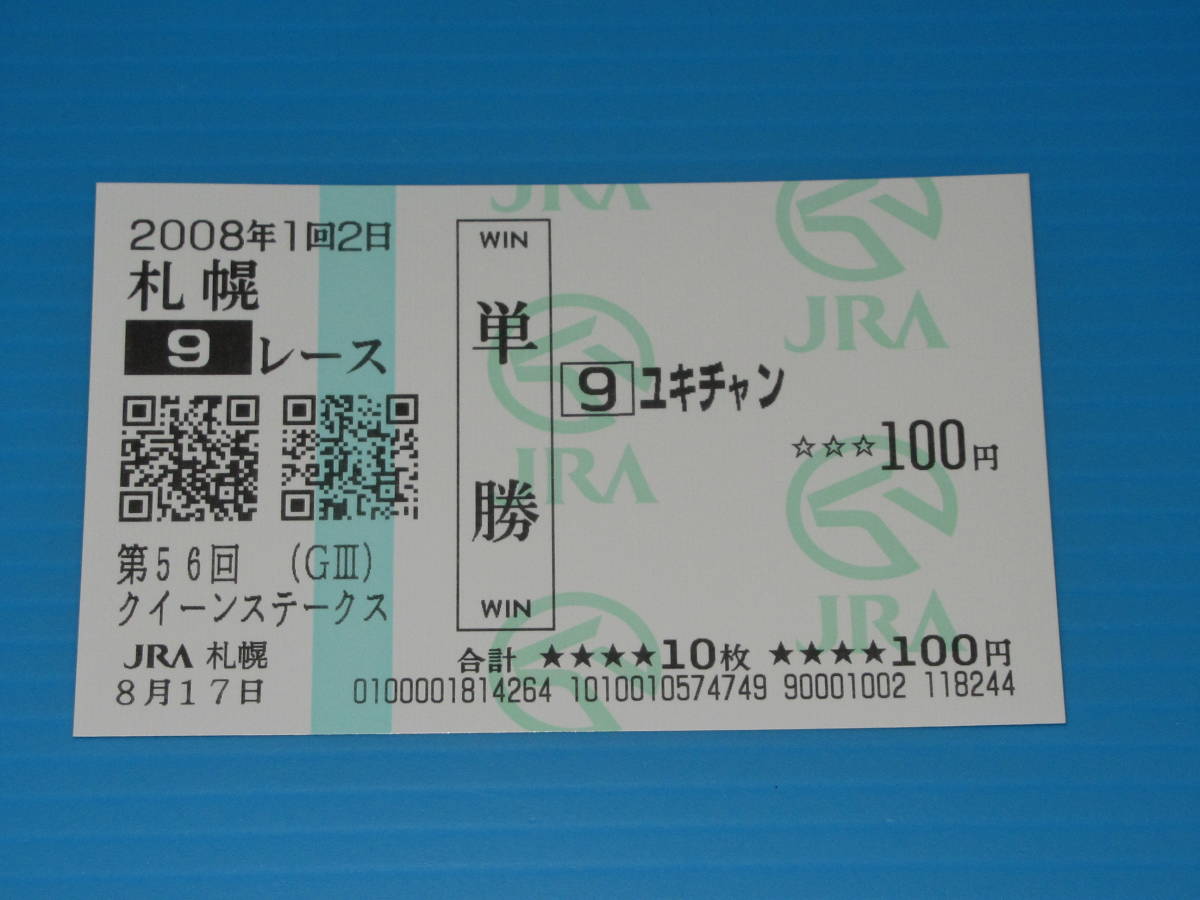 2008年1回2日
札幌
9レース
第56回 (GⅢ)
クイーンステークス
JRA 札幌
8月17日
WIN
単勝
WIN
9 ユキチャン
☆☆☆100円
合計 ★★★★10枚 ★★★★100円
0100001814264 1010010574749 90001002 118244
JRA
JRA
JRA
JRA